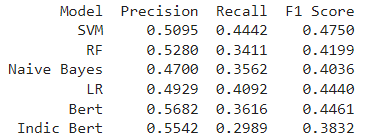 Model Precision Recall F1 Score
SVM 0.5095 0.4442 0.4750
RF 0.5280 0.3411 0.4199
Naive Bayes 0.4700 0.3562 0.4036
LR 0.4929 0.4092 0.4440
Bert 0.5682 0.3616 0.4461
Indic Bert 0.5542 0.2989 0.3832